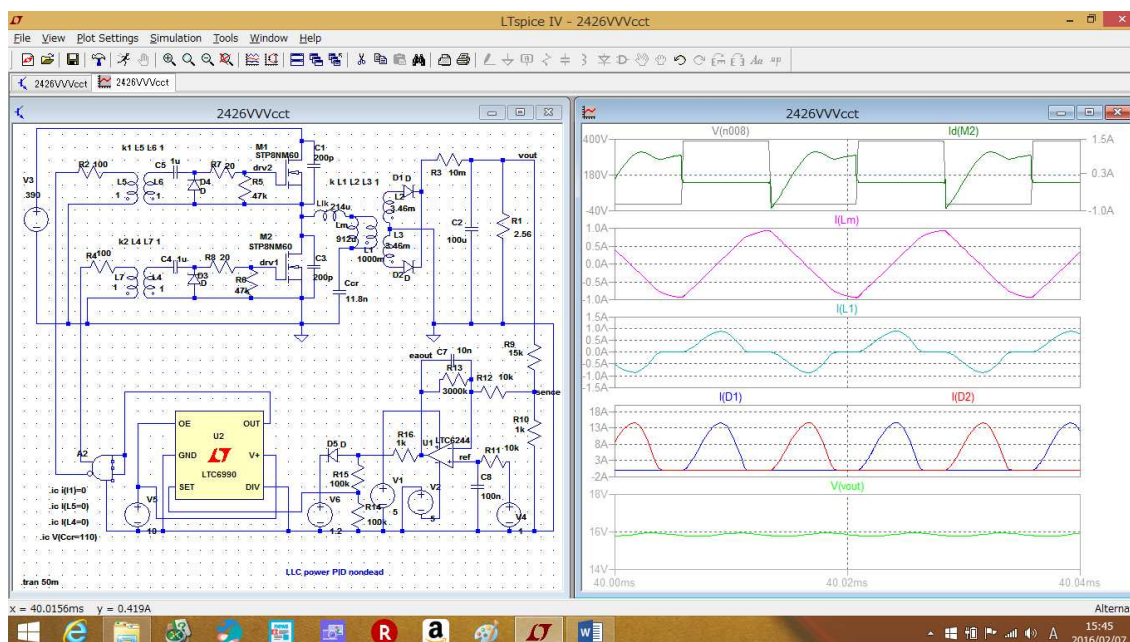 LTspice IV - 2426VVVcct
File View Plot Settings Simulation Tools Window Help
2426VVVcct
2426VVVcct
2426VVVcct
k1 L5 L6 1
M1
STP8NM60
C1
200p
R2 100
C5 1u
R7 20
drv2
L5
.1
L6
1
D4
D
R5
47k
V3
.390
k L1 L2 L3 1
D1 D
R3 10m
vout
L2
3.46m
Llk
214u
Lm
912u
L1
1000m
L3
3.46m
C2
100u
R1
2.56
D2 D
k2 L4 L7 1
M2
STP8NM60
R4 100
C4 1u
R8 20
drv1
L7
1
L4
1
D3
D
R6
47k
C3
200p
Ccr
11.8n
R9
15k
eaout
C7 10n
R13
3000k
R12 10k
sence
R10
1k
OE OUT
U2
GND V+
LTC6990
SET DIV
A2
D5 D
R16
1k
U1 LTC6244
R11 10k
ref
R15
100k
C8
100n
V1
5
V2
5
V4
1
R14
100k
V5
10
V6
1.2
.ic i(l1)=0
.ic i(L5=0)
.ic i(L4=0)
.ic V(Ccr=110)
LLC power PID nondead
.tran 50m
2426VVVcct
V(n008) Id(M2)
400V 1.5A
180V 0.3A
-40V -1.0A
I(Lm)
1.0A
0.5A
0.0A
-0.5A
-1.0A
I(L1)
1.5A
1.0A
0.5A
0.0A
-0.5A
-1.0A
-1.5A
I(D1) I(D2)
18A
13A
8A
3A
-2A
V(vout)
18V
16V
14V
40.00ms 40.02ms 40.04ms
x = 40.0156ms y = 0.419A Alterna
A 15:45
2016/02/07